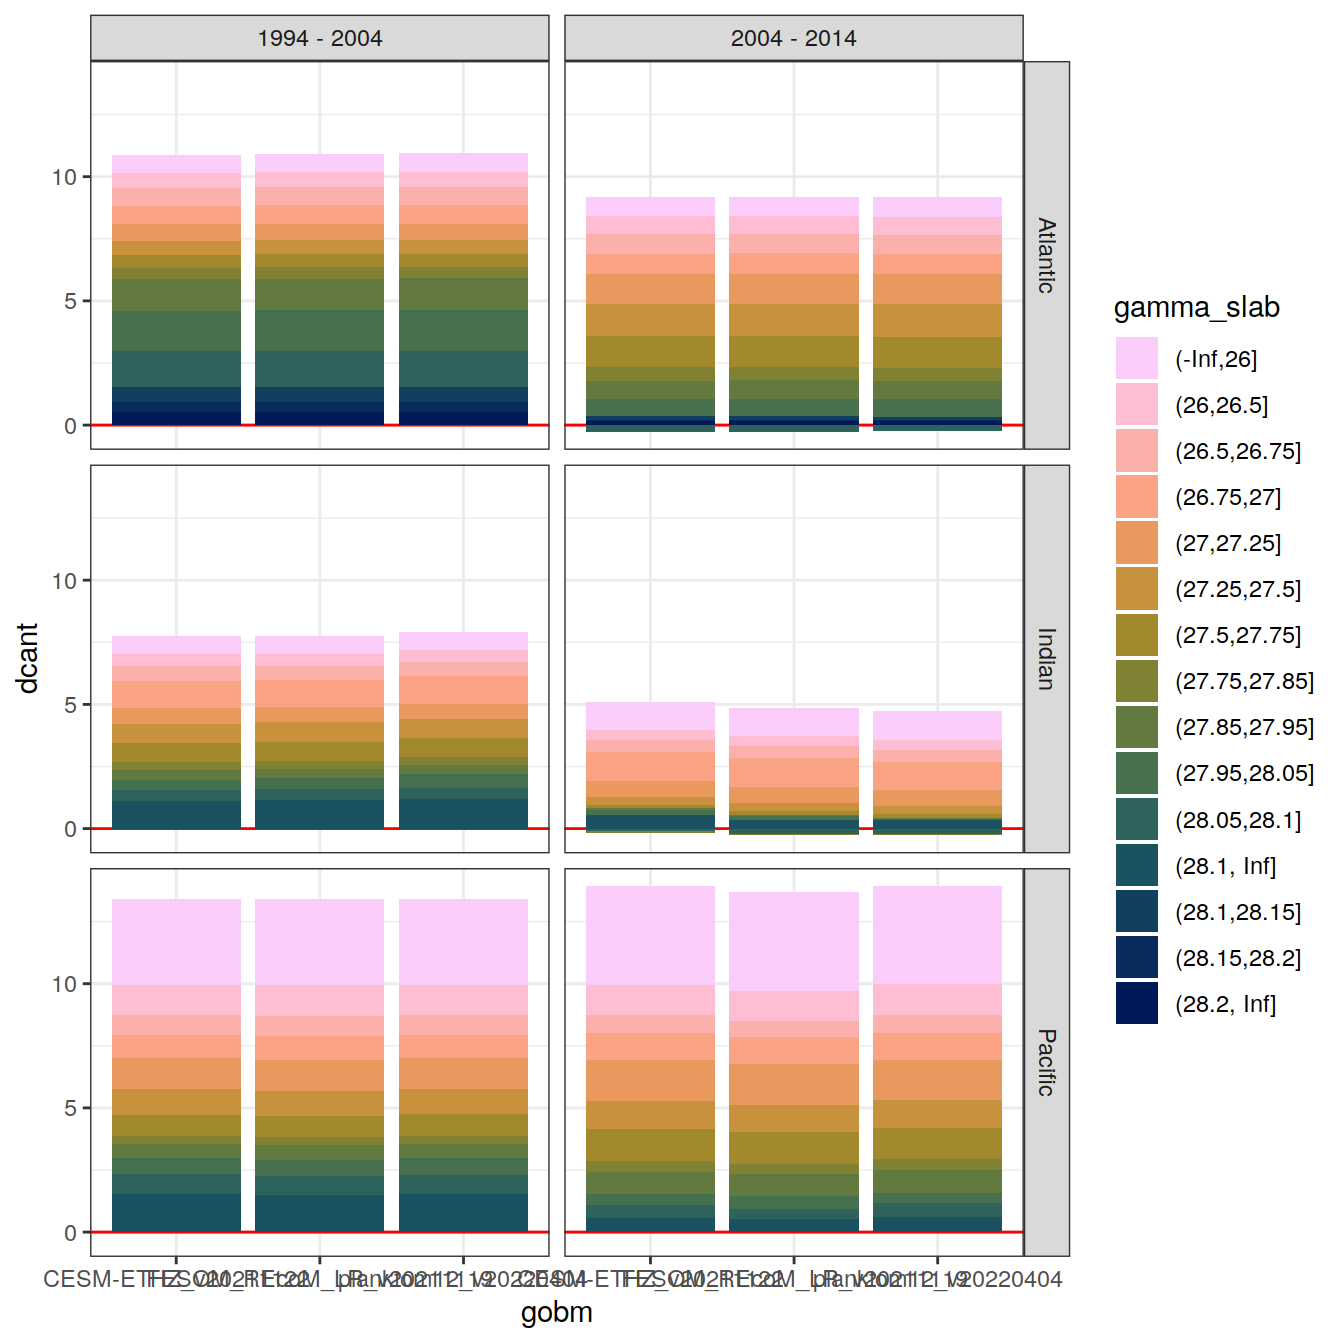 1994 - 2004
2004 - 2014
10
5
0
Atlantic
10
5
0
Indian
10
5
0
Pacific
dcant
gobm
gamma_slab
(-Inf,26]
(26,26.5]
(26.5,26.75]
(26.75,27]
(27,27.25]
(27.25,27.5]
(27.5,27.75]
(27.75,27.85]
(27.85,27.95]
(27.95,28.05]
(28.05,28.1]
(28.1, Inf]
(28.1,28.15]
(28.15,28.2]
(28.2, Inf]